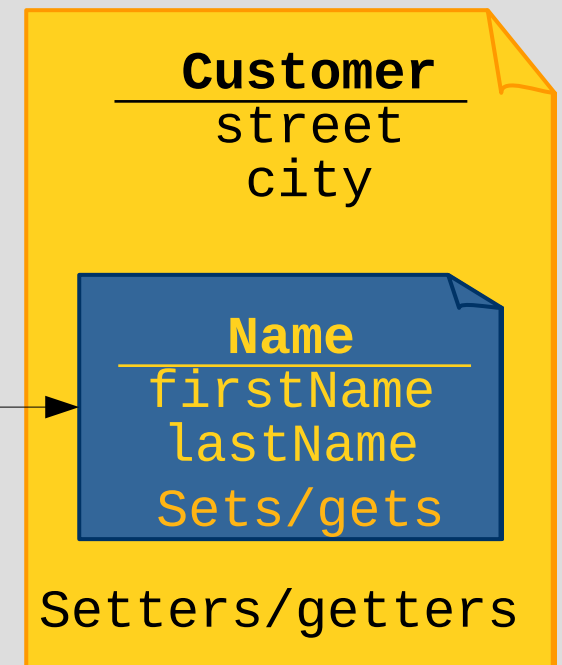 Customer
street
city
Name
firstName
lastName
Sets/gets
Setters/getters